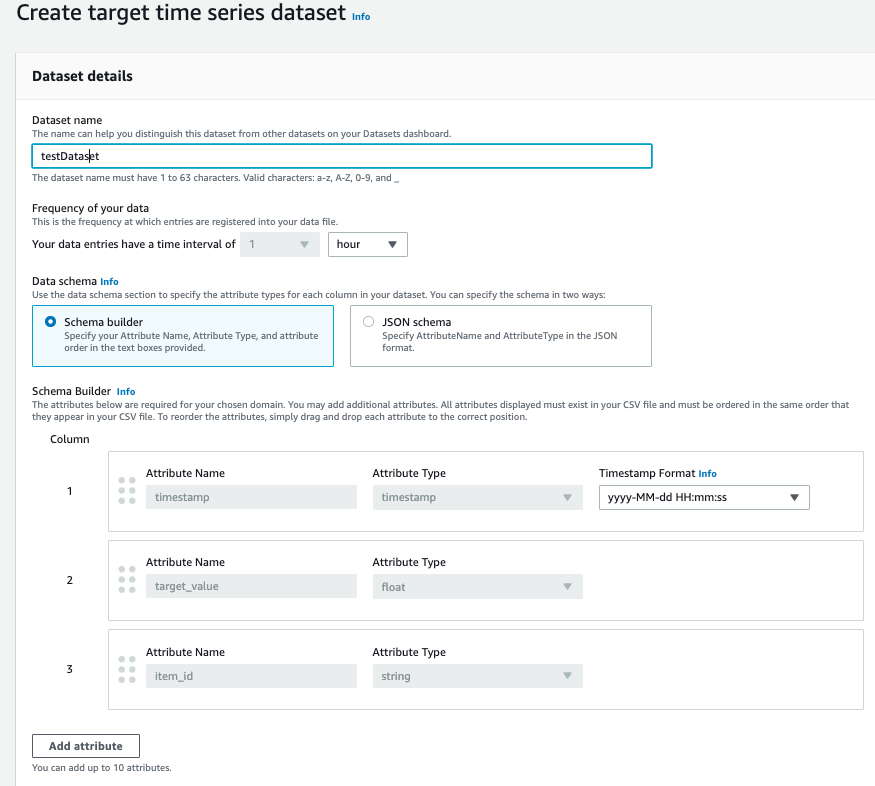 Create target time series dataset Info
Dataset details
Dataset name
The name can help you distinguish this dataset from other datasets on your Datasets dashboard.
testDataset
The dataset name must have 1 to 63 characters. Valid characters: a-z, A-Z, 0-9, and _
Frequency of your data
This is the frequency at which entries are registered into your data file.
Your data entries have a time interval of 1 hour
Data schema Info
Use the data schema section to specify the attribute types for each column in your dataset. You can specify the schema in two ways:
Schema builder
Specify your Attribute Name, Attribute Type, and attribute
order in the text boxes provided.
JSON schema
Specify AttributeName and AttributeType in the JSON
format.
Schema Builder Info
The attributes below are required for your chosen domain. You may add additional attributes. All attributes displayed must exist in your CSV file and must be ordered in the same order that
they appear in your CSV file. To reorder the attributes, simply drag and drop each attribute to the correct position.
Column
1
Attribute Name Attribute Type Timestamp Format Info
timestamp timestamp yyyy-MM-dd HH:mm:ss
2
Attribute Name Attribute Type
target_value float
3
Attribute Name Attribute Type
item_id string
Add attribute
You can add up to 10 attributes.